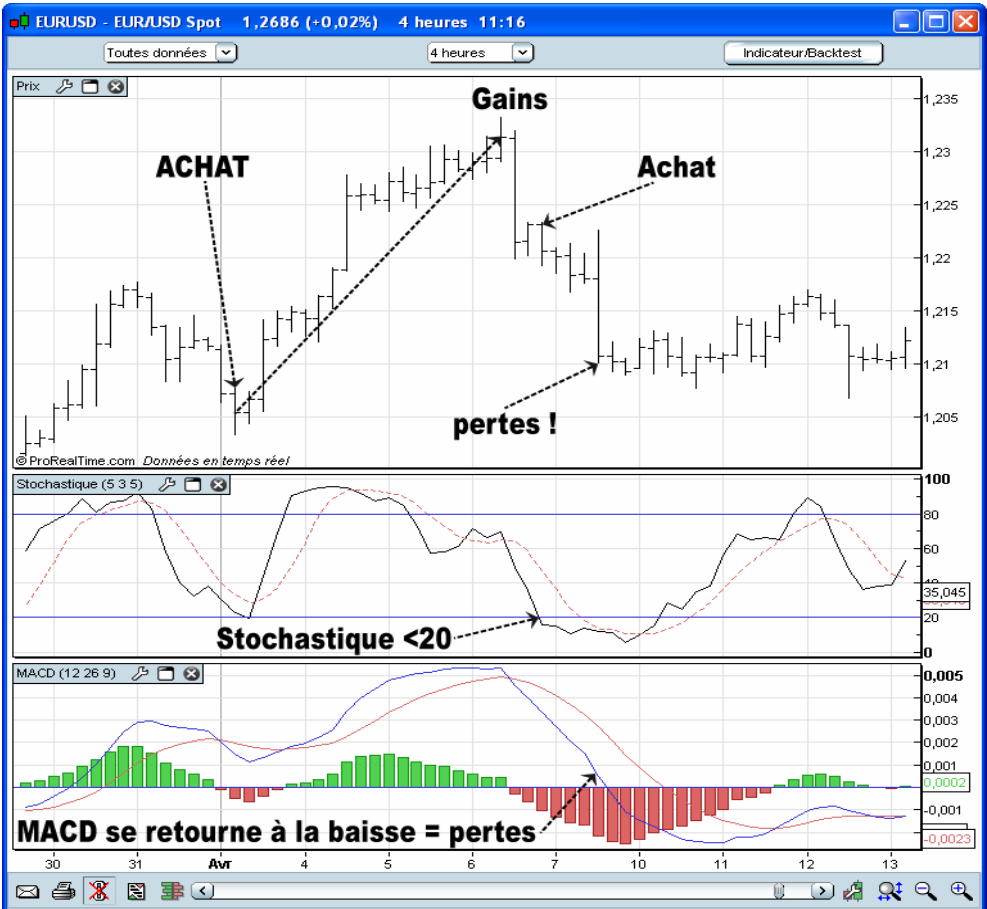 EURUSD - EUR/USD Spot 1,2686 (+0,02%) 4 heures 11:16
Toutes données 4 heures Indicateur/Backtest
Prix
Gains
1,235
ACHAT
Achat
1,23
1,225
1,22
1,215
1,21
pertes !
1,205
© ProRealTime.com Données en temps réel
Stochastique (5 3 5)
100
80
60
40
35,045
20
Stochastique <20
0
MACD (12 26 9)
0,005
0,004
0,003
0,002
0,001
0,0002
-0,001
MACD se retourne à la baisse = pertes
-0,0023
30 31 Avr 4 5 6 7 10 11 12 13